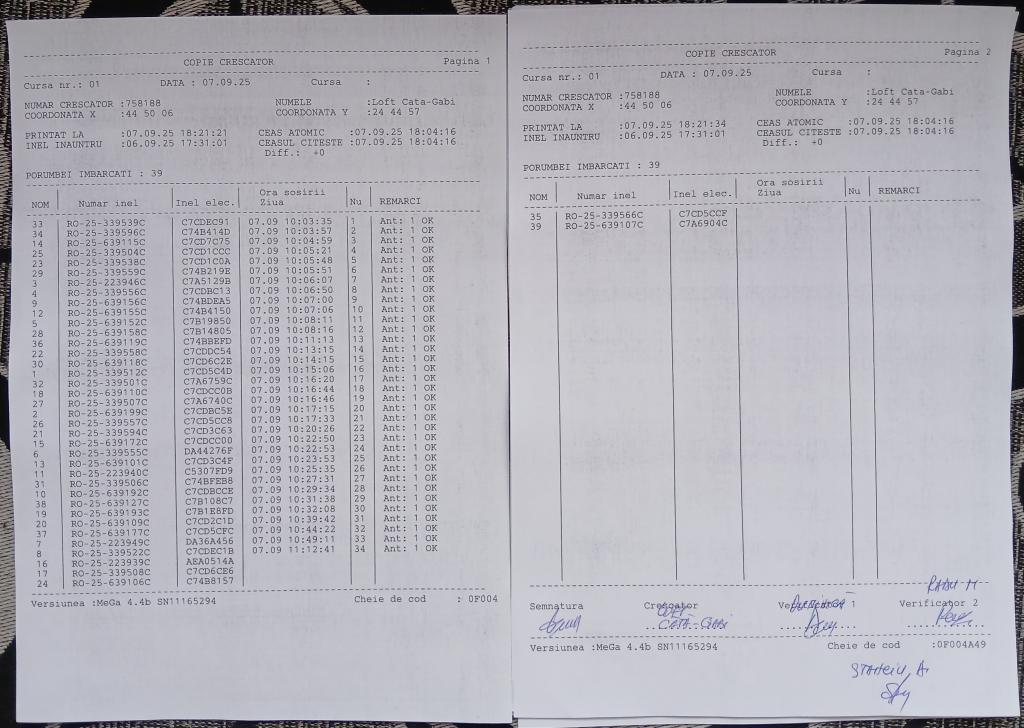 COPIE CRESCATOR Pagina 1
Cursa nr.: 01 DATA : 07.09.25 Cursa :
NUMAR CRESCATOR :758188 NUMELE :Loft Cata-Gabi
COORDONATA X :44 50 06 COORDONATA Y :24 44 57
PRINTAT LA :07.09.25 18:21:21 CEAS ATOMIC :07.09.25 18:04:16
INEL INAUNTRU :06.09.25 17:31:01 CEASUL CITESTE :07.09.25 18:04:16
Diff.: +0
PORUMBEI IMBARCATI : 39
NOM Numar inel Inel elec. Ora sosirii Ziua Nu REMARCI
33 RO-25-339539C C7CDEC91 07.09 10:03:35 1 Ant: 1 OK
34 RO-25-339596C C74B414D 07.09 10:03:57 2 Ant: 1 OK
14 RO-25-639115C C7CD7C75 07.09 10:04:59 3 Ant: 1 OK
25 RO-25-339504C C7CD1CCC 07.09 10:05:21 4 Ant: 1 OK
23 RO-25-339538C C7CD1C0A 07.09 10:05:48 5 Ant: 1 OK
29 RO-25-339559C C74B219E 07.09 10:05:51 6 Ant: 1 OK
3 RO-25-223946C C7A5129B 07.09 10:06:07 7 Ant: 1 OK
4 RO-25-339556C C7CDBC13 07.09 10:06:50 8 Ant: 1 OK
9 RO-25-639156C C74BDEA5 07.09 10:07:00 9 Ant: 1 OK
12 RO-25-639155C C74B4150 07.09 10:07:06 10 Ant: 1 OK
5 RO-25-639152C C7B19850 07.09 10:08:11 11 Ant: 1 OK
28 RO-25-639158C C7B14805 07.09 10:08:16 12 Ant: 1 OK
36 RO-25-639119C C74BBEFD 07.09 10:11:13 13 Ant: 1 OK
22 RO-25-339558C C7CDDC54 07.09 10:13:15 14 Ant: 1 OK
30 RO-25-639118C C7CD6C2E 07.09 10:14:15 15 Ant: 1 OK
1 RO-25-339512C C7CD5C4D 07.09 10:15:06 16 Ant: 1 OK
32 RO-25-339501C C7A6759C 07.09 10:16:20 17 Ant: 1 OK
18 RO-25-639110C C7CDCC0B 07.09 10:16:44 18 Ant: 1 OK
27 RO-25-339507C C7A6740C 07.09 10:16:46 19 Ant: 1 OK
2 RO-25-639199C C7CDBC5E 07.09 10:17:15 20 Ant: 1 OK
26 RO-25-339557C C7CD5CC8 07.09 10:17:33 21 Ant: 1 OK
21 RO-25-339594C C7CD3C63 07.09 10:20:26 22 Ant: 1 OK
15 RO-25-639172C C7CDCC00 07.09 10:22:50 23 Ant: 1 OK
6 RO-25-339555C DA44276F 07.09 10:22:53 24 Ant: 1 OK
13 RO-25-639101C C7CD3C4F 07.09 10:23:53 25 Ant: 1 OK
11 RO-25-223940C C5307FD9 07.09 10:25:35 26 Ant: 1 OK
31 RO-25-339506C C74BFEB8 07.09 10:27:31 27 Ant: 1 OK
10 RO-25-639192C C7CDBCCE 07.09 10:29:34 28 Ant: 1 OK
38 RO-25-639127C C7B108C7 07.09 10:31:38 29 Ant: 1 OK
19 RO-25-639193C C7B1E8FD 07.09 10:32:08 30 Ant: 1 OK
20 RO-25-639109C C7CD2C1D 07.09 10:39:42 31 Ant: 1 OK
37 RO-25-639177C C7CD5CFC 07.09 10:44:22 32 Ant: 1 OK
7 RO-25-223949C DA36A456 07.09 10:49:11 33 Ant: 1 OK
8 RO-25-339522C C7CDEC1B 07.09 11:12:41 34 Ant: 1 OK
16 RO-25-223939C AEA0514A
17 RO-25-339508C C7CD6CE6
24 RO-25-639106C C74B8157
Versiunea :MeGa 4.4b SN11165294 Cheie de cod : 0F004
COPIE CRESCATOR Pagina 2
Cursa nr.: 01 DATA : 07.09.25 Cursa :
NUMAR CRESCATOR :758188 NUMELE :Loft Cata-Gabi
COORDONATA X :44 50 06 COORDONATA Y :24 44 57
PRINTAT LA :07.09.25 18:21:34 CEAS ATOMIC :07.09.25 18:04:16
INEL INAUNTRU :06.09.25 17:31:01 CEASUL CITESTE :07.09.25 18:04:16
Diff.: +0
PORUMBEI IMBARCATI : 39
NOM Numar inel Inel elec. Ora sosirii Ziua Nu REMARCI
35 RO-25-339566C C7CD5CCF
39 RO-25-639107C C7A6904C
Semnatura Crescator Verificator 1 Verificator 2
Versiunea :MeGa 4.4b SN11165294 Cheie de cod :0F004A49